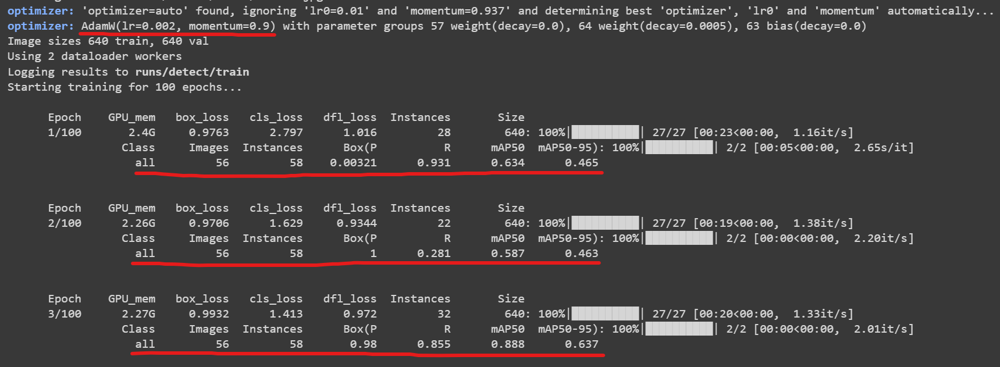 optimizer: 'optimizer=auto' found, ignoring 'lr0=0.01' and 'momentum=0.937' and determining best 'optimizer', 'lr0' and 'momentum' automatically...
optimizer: AdamW(lr=0.002, momentum=0.9) with parameter groups 57 weight(decay=0.0), 64 weight(decay=0.0005), 63 bias(decay=0.0)
Image sizes 640 train, 640 val
Using 2 dataloader workers
Logging results to runs/detect/train
Starting training for 100 epochs...
Epoch GPU_mem box_loss cls_loss dfl_loss Instances Size
1/100 2.4G 0.9763 2.797 1.016 28 640: 100%|██████████| 27/27 [00:23<00:00, 1.16it/s]
Class Images Instances Box(P R mAP50 mAP50-95): 100%|██████████| 2/2 [00:05<00:00, 2.65s/it]
all 56 58 0.00321 0.931 0.634 0.465
Epoch GPU_mem box_loss cls_loss dfl_loss Instances Size
2/100 2.26G 0.9706 1.629 0.9344 22 640: 100%|██████████| 27/27 [00:19<00:00, 1.38it/s]
Class Images Instances Box(P R mAP50 mAP50-95): 100%|██████████| 2/2 [00:00<00:00, 2.20it/s]
all 56 58 1 0.281 0.587 0.463
Epoch GPU_mem box_loss cls_loss dfl_loss Instances Size
3/100 2.27G 0.9932 1.413 0.972 32 640: 100%|██████████| 27/27 [00:20<00:00, 1.33it/s]
Class Images Instances Box(P R mAP50 mAP50-95): 100%|██████████| 2/2 [00:00<00:00, 2.01it/s]
all 56 58 0.98 0.855 0.888 0.637